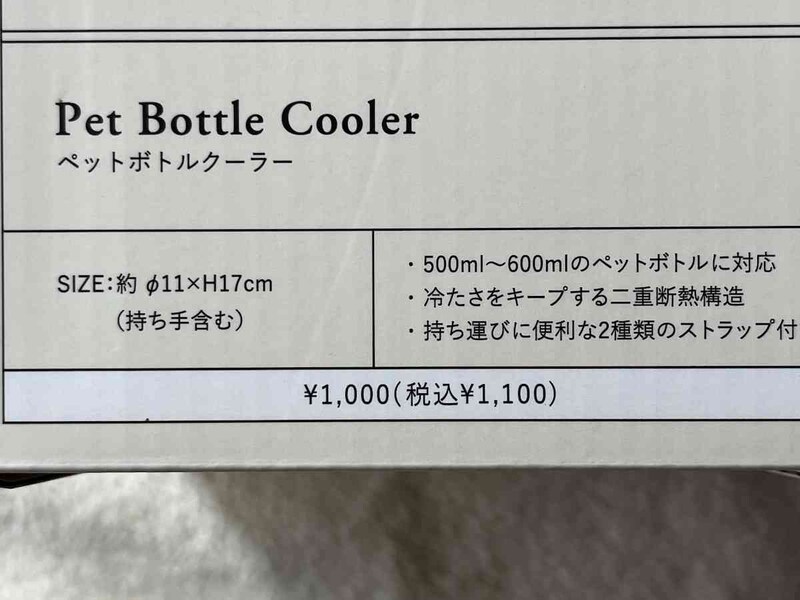 Pet Bottle Cooler
ペットボトルクーラー
SIZE:約 φ11×H17cm
(持ち手含む)
・500ml～600mlのペットボトルに対応
・冷たさをキープする二重断熱構造
・持ち運びに便利な2種類のストラップ付
¥1,000(税込¥1,100)